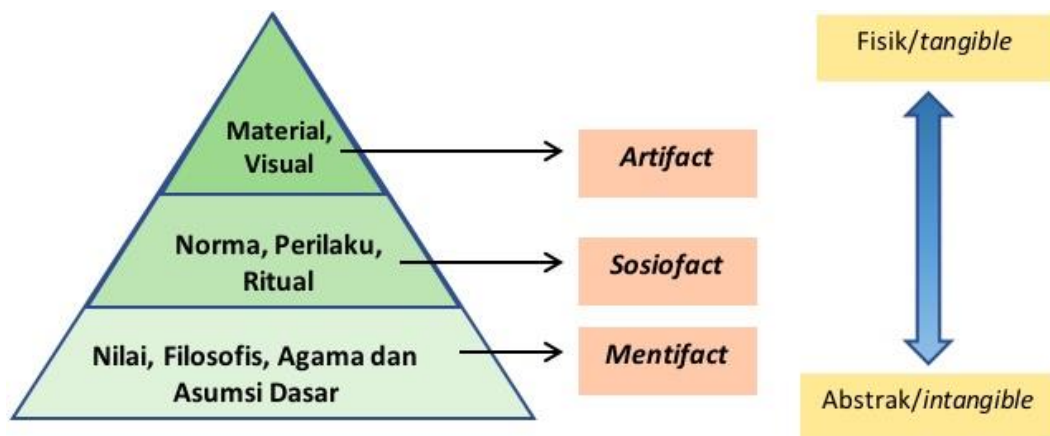 Fisik/tangible
Material,
Visual
Artifact
Norma, Perilaku,
Ritual
Sosiofact
Nilai, Filosofis, Agama dan
Asumsi Dasar
Mentifact
Abstrak/intangible